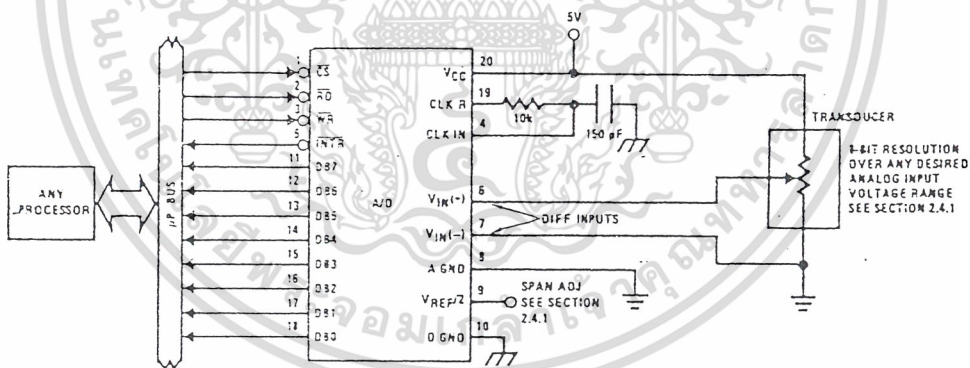 5V
1 CS
2 RD
3 WR
5 INTR
11 DB7
12 DB6
13 DB5
14 DB4
15 DB3
16 DB2
17 DB1
18 DB0
ANY
PROCESSOR
μP BUS
A/D
VCC 20
CLK R 19
CLK IN 4
10k
150 pF
VIN(-) 6
VIN(-) 7
DIFF INPUTS
A GND 8
VREF/2 9
D GND 10
SPAN ADJ
SEE SECTION
2.4.1
TRANSDUCER
8-BIT RESOLUTION
OVER ANY DESIRED
ANALOG INPUT
VOLTAGE RANGE
SEE SECTION 2.4.1